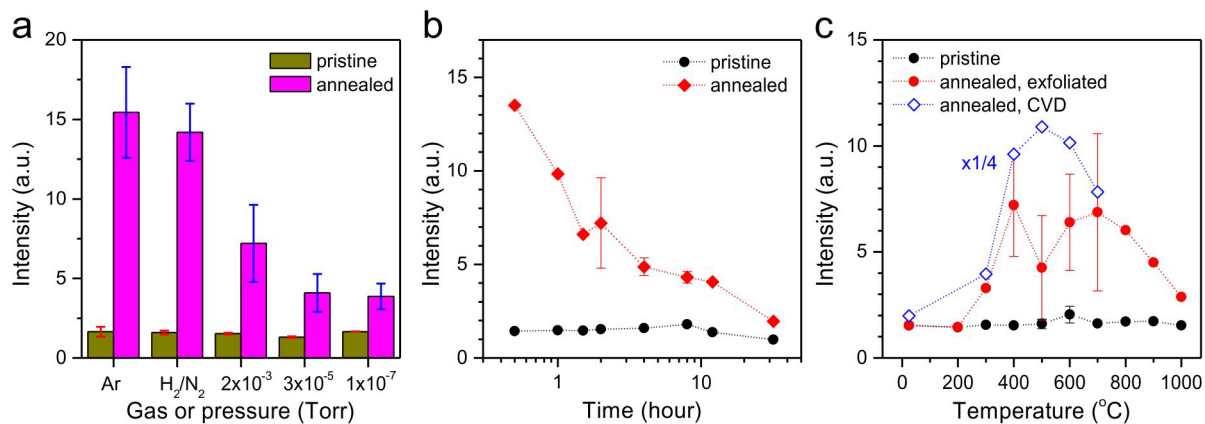 a
20
15
10
5
0
Intensity (a.u.)
pristine
annealed
Ar
H₂/N₂
2x10⁻³
3x10⁻⁵
1x10⁻⁷
Gas or pressure (Torr)
b
15
10
5
0
Intensity (a.u.)
pristine
annealed
1
10
Time (hour)
c
15
10
5
0
Intensity (a.u.)
pristine
annealed, exfoliated
annealed, CVD
x1/4
0
200
400
600
800
1000
Temperature (°C)